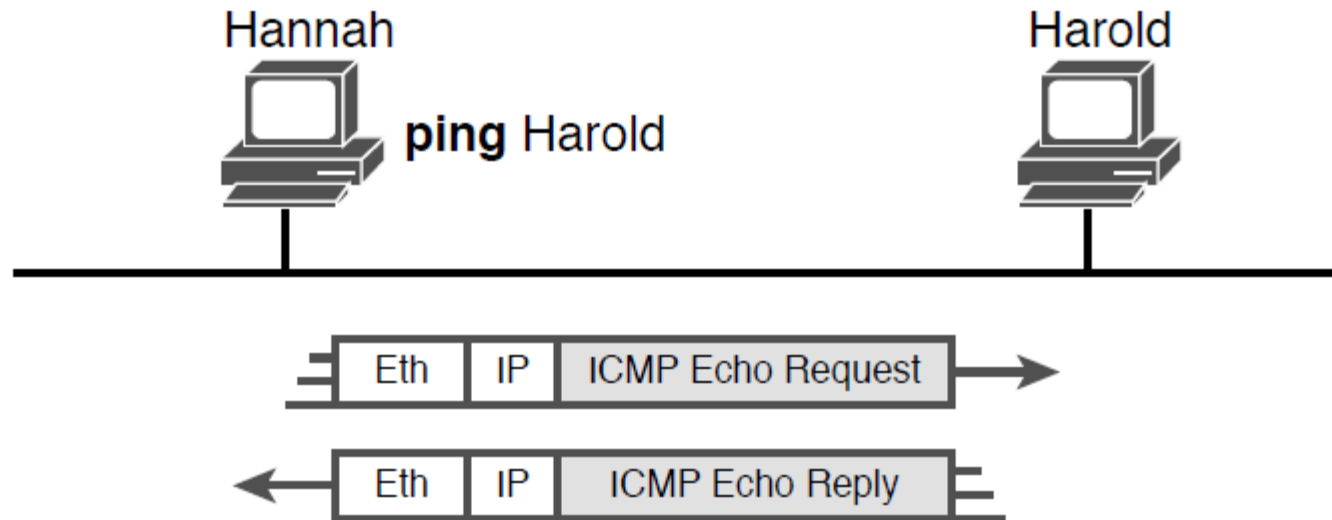 Hannah
Harold
ping Harold
Eth IP ICMP Echo Request
Eth IP ICMP Echo Reply